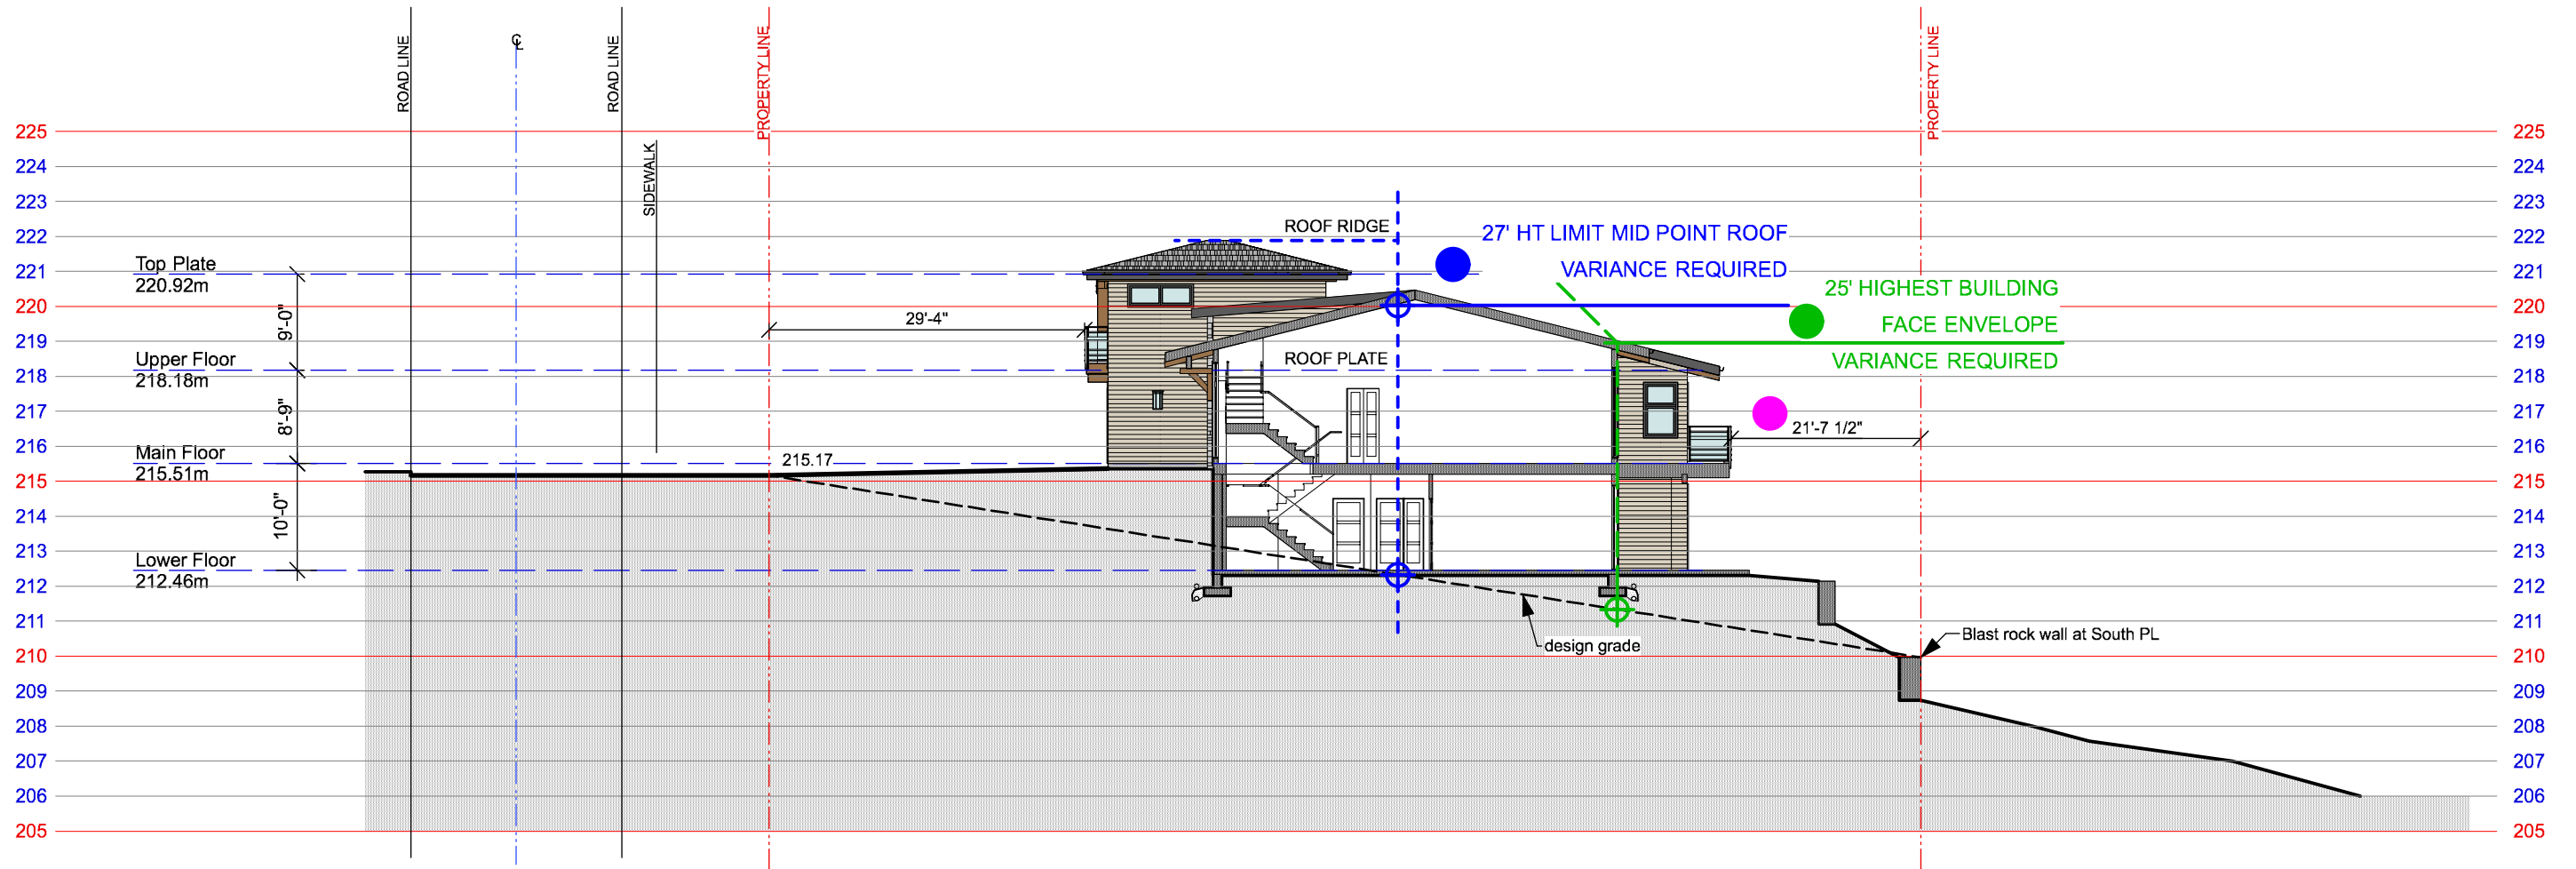 ROAD LINE
℄
ROAD LINE
SIDEWALK
PROPERTY LINE
PROPERTY LINE
225
224
223
222
221
220
219
218
217
216
215
214
213
212
211
210
209
208
207
206
205
Top Plate
220.92m
9'-0"
Upper Floor
218.18m
8'-9"
Main Floor
215.51m
10'-0"
Lower Floor
212.46m
215.17
29'-4"
ROOF RIDGE
ROOF PLATE
27' HT LIMIT MID POINT ROOF
VARIANCE REQUIRED
25' HIGHEST BUILDING
FACE ENVELOPE
VARIANCE REQUIRED
21'-7 1/2"
design grade
Blast rock wall at South PL
225
224
223
222
221
220
219
218
217
216
215
214
213
212
211
210
209
208
207
206
205